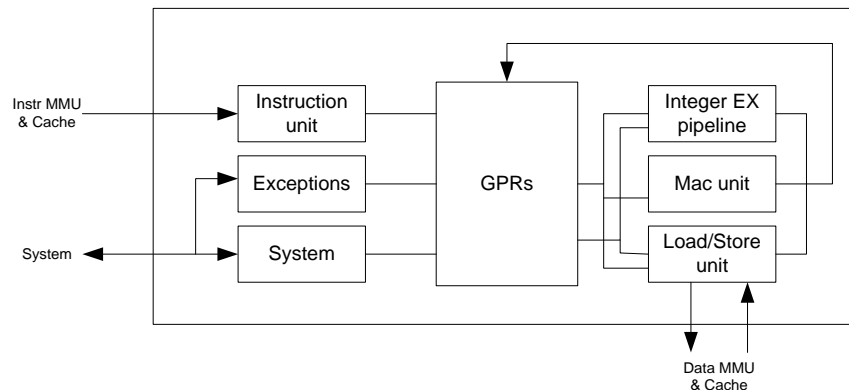 Instr MMU
& Cache
Instruction
unit
Exceptions
System
System
GPRs
Integer EX
pipeline
Mac unit
Load/Store
unit
Data MMU
& Cache